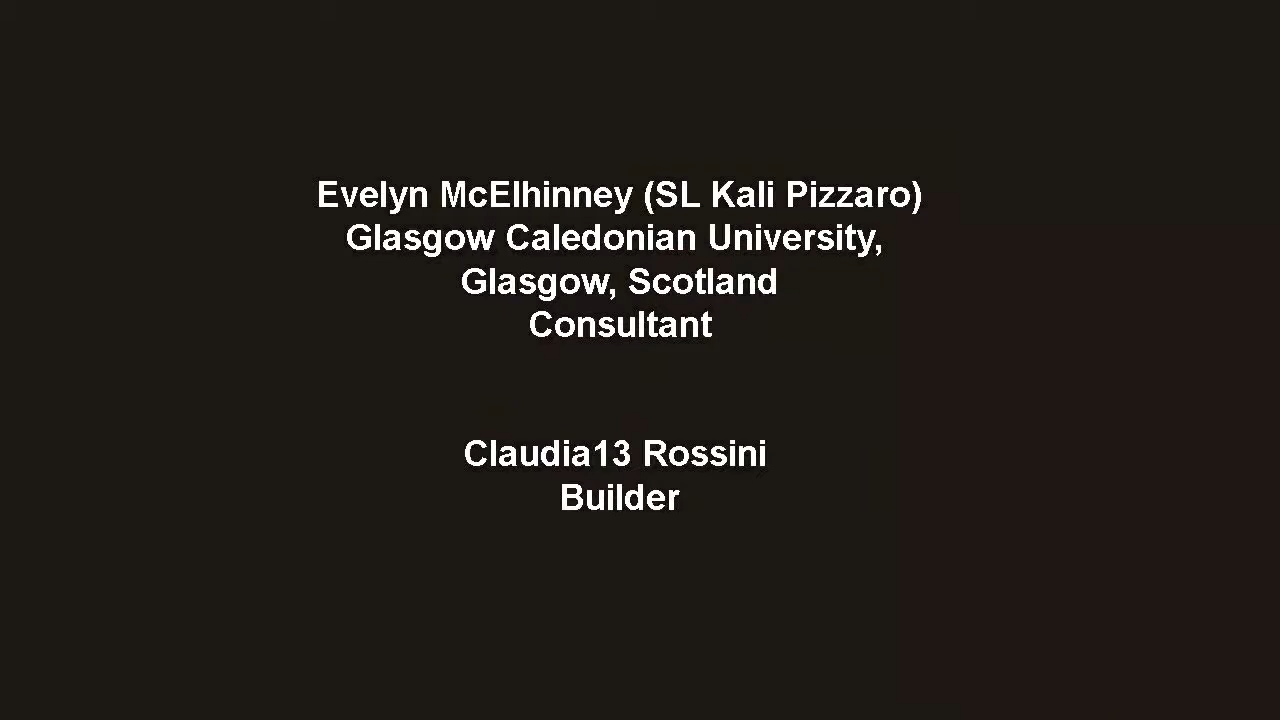 Evelyn McElhinney (SL Kali Pizzaro)
Glasgow Caledonian University,
Glasgow, Scotland
Consultant
Claudia13 Rossini
Builder